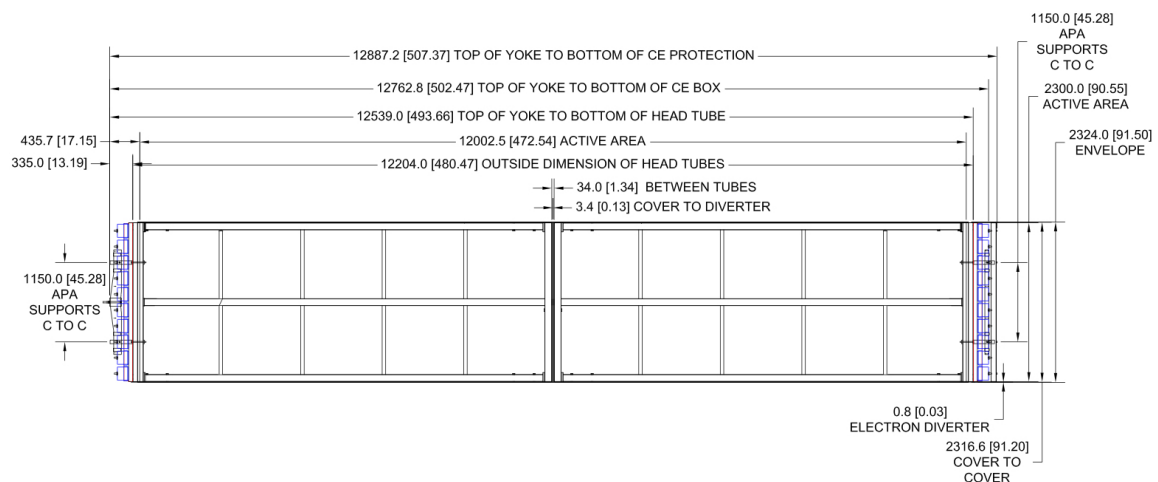 1150.0 [45.28]
APA
SUPPORTS
C TO C
12887.2 [507.37] TOP OF YOKE TO BOTTOM OF CE PROTECTION
12762.8 [502.47] TOP OF YOKE TO BOTTOM OF CE BOX
2300.0 [90.55]
ACTIVE AREA
12539.0 [493.66] TOP OF YOKE TO BOTTOM OF HEAD TUBE
435.7 [17.15]
12002.5 [472.54] ACTIVE AREA
2324.0 [91.50]
ENVELOPE
335.0 [13.19]
12204.0 [480.47] OUTSIDE DIMENSION OF HEAD TUBES
34.0 [1.34] BETWEEN TUBES
3.4 [0.13] COVER TO DIVERTER
1150.0 [45.28]
APA
SUPPORTS
C TO C
0.8 [0.03]
ELECTRON DIVERTER
2316.6 [91.20]
COVER TO
COVER